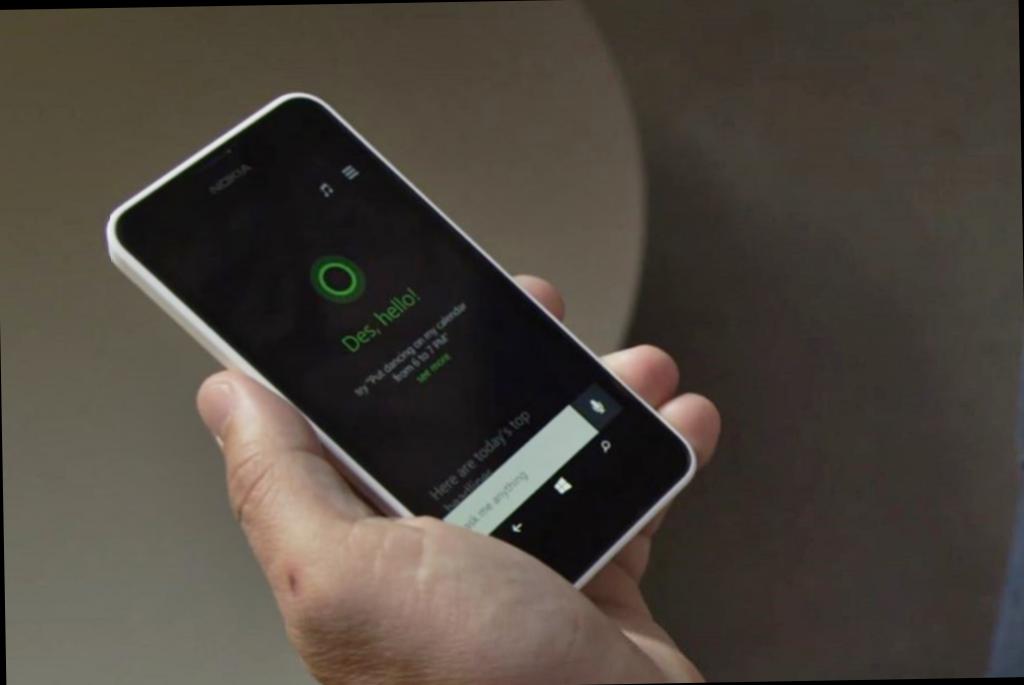 NOKIA
Des, hello!
try "Put dancing on my calendar
from 6 to 7 PM"
see more
Here are today's top
headlines
ask me anything